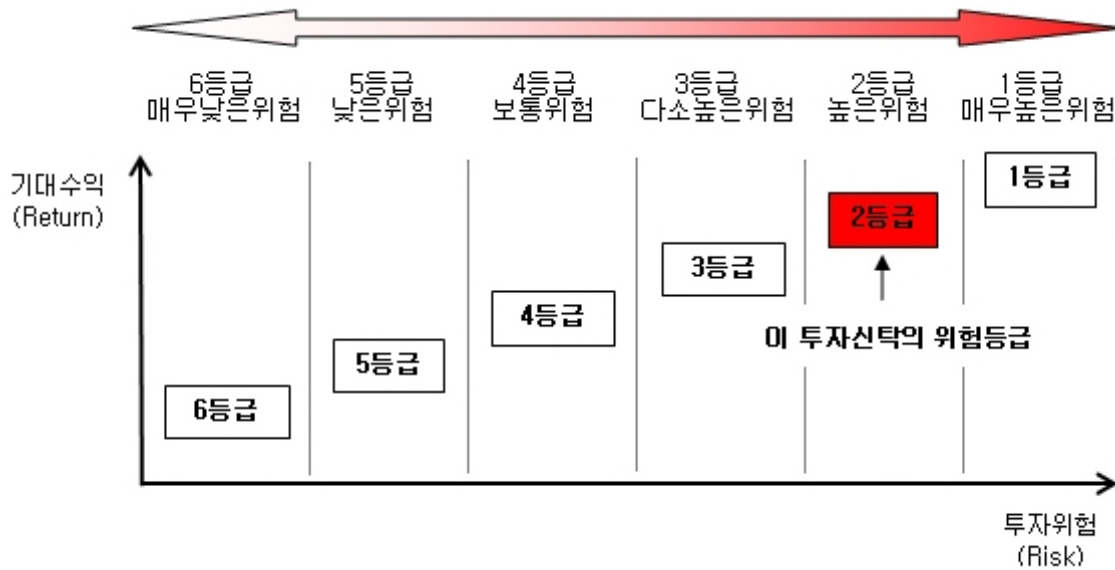 6등급
매우낮은위험
5등급
낮은위험
4등급
보통위험
3등급
다소높은위험
2등급
높은위험
1등급
매우높은위험
기대수익
(Return)
1등급
2등급
3등급
4등급
이 투자신탁의 위험등급
5등급
6등급
투자위험
(Risk)